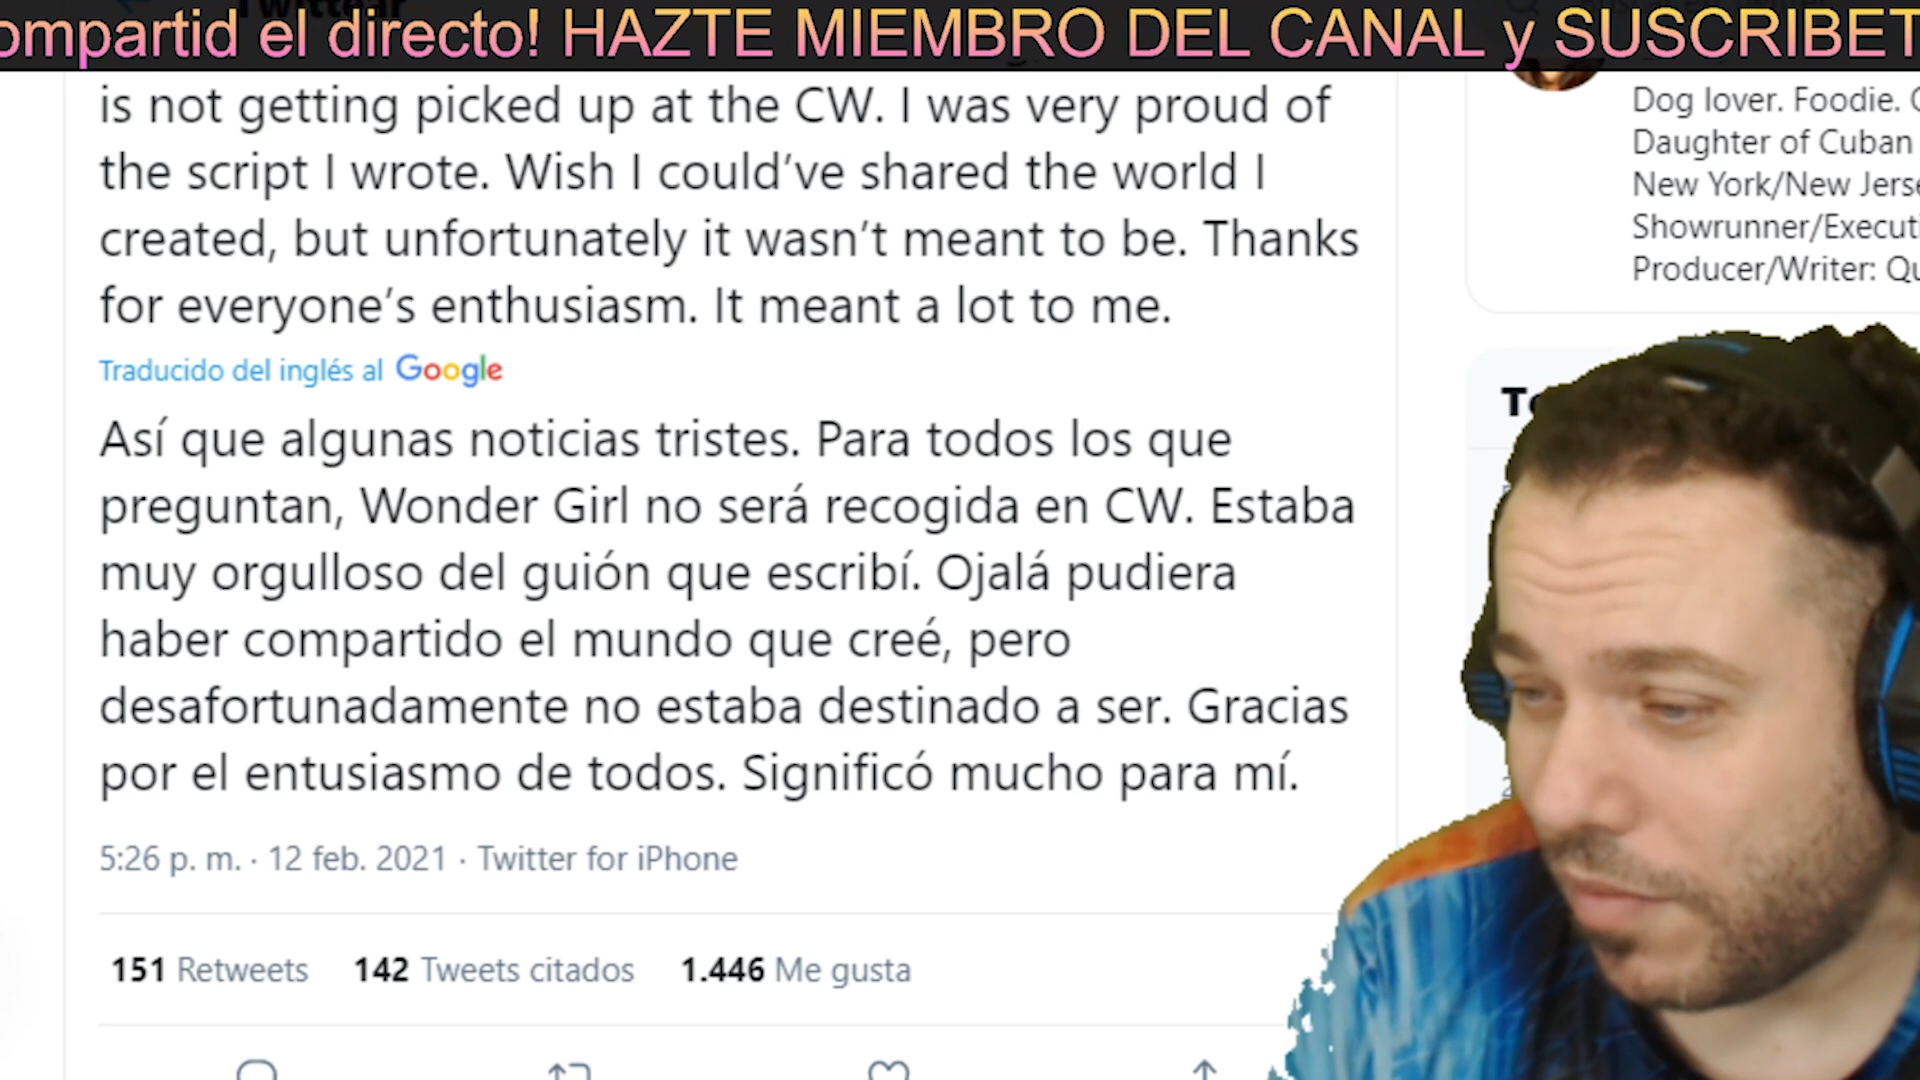 Twittear
ompartid el directo! HAZTE MIEMBRO DEL CANAL y SUSCRIBET
is not getting picked up at the CW. I was very proud of
the script I wrote. Wish I could’ve shared the world I
created, but unfortunately it wasn’t meant to be. Thanks
for everyone’s enthusiasm. It meant a lot to me.
Traducido del inglés al Google
Así que algunas noticias tristes. Para todos los que
preguntan, Wonder Girl no será recogida en CW. Estaba
muy orgulloso del guión que escribí. Ojalá pudiera
haber compartido el mundo que creé, pero
desafortunadamente no estaba destinado a ser. Gracias
por el entusiasmo de todos. Significó mucho para mí.
5:26 p. m. · 12 feb. 2021 · Twitter for iPhone
151 Retweets 142 Tweets citados 1.446 Me gusta
Dog lover. Foodie.
Daughter of Cuban
New York/New Jerse
Showrunner/Executi
Producer/Writer: Qu